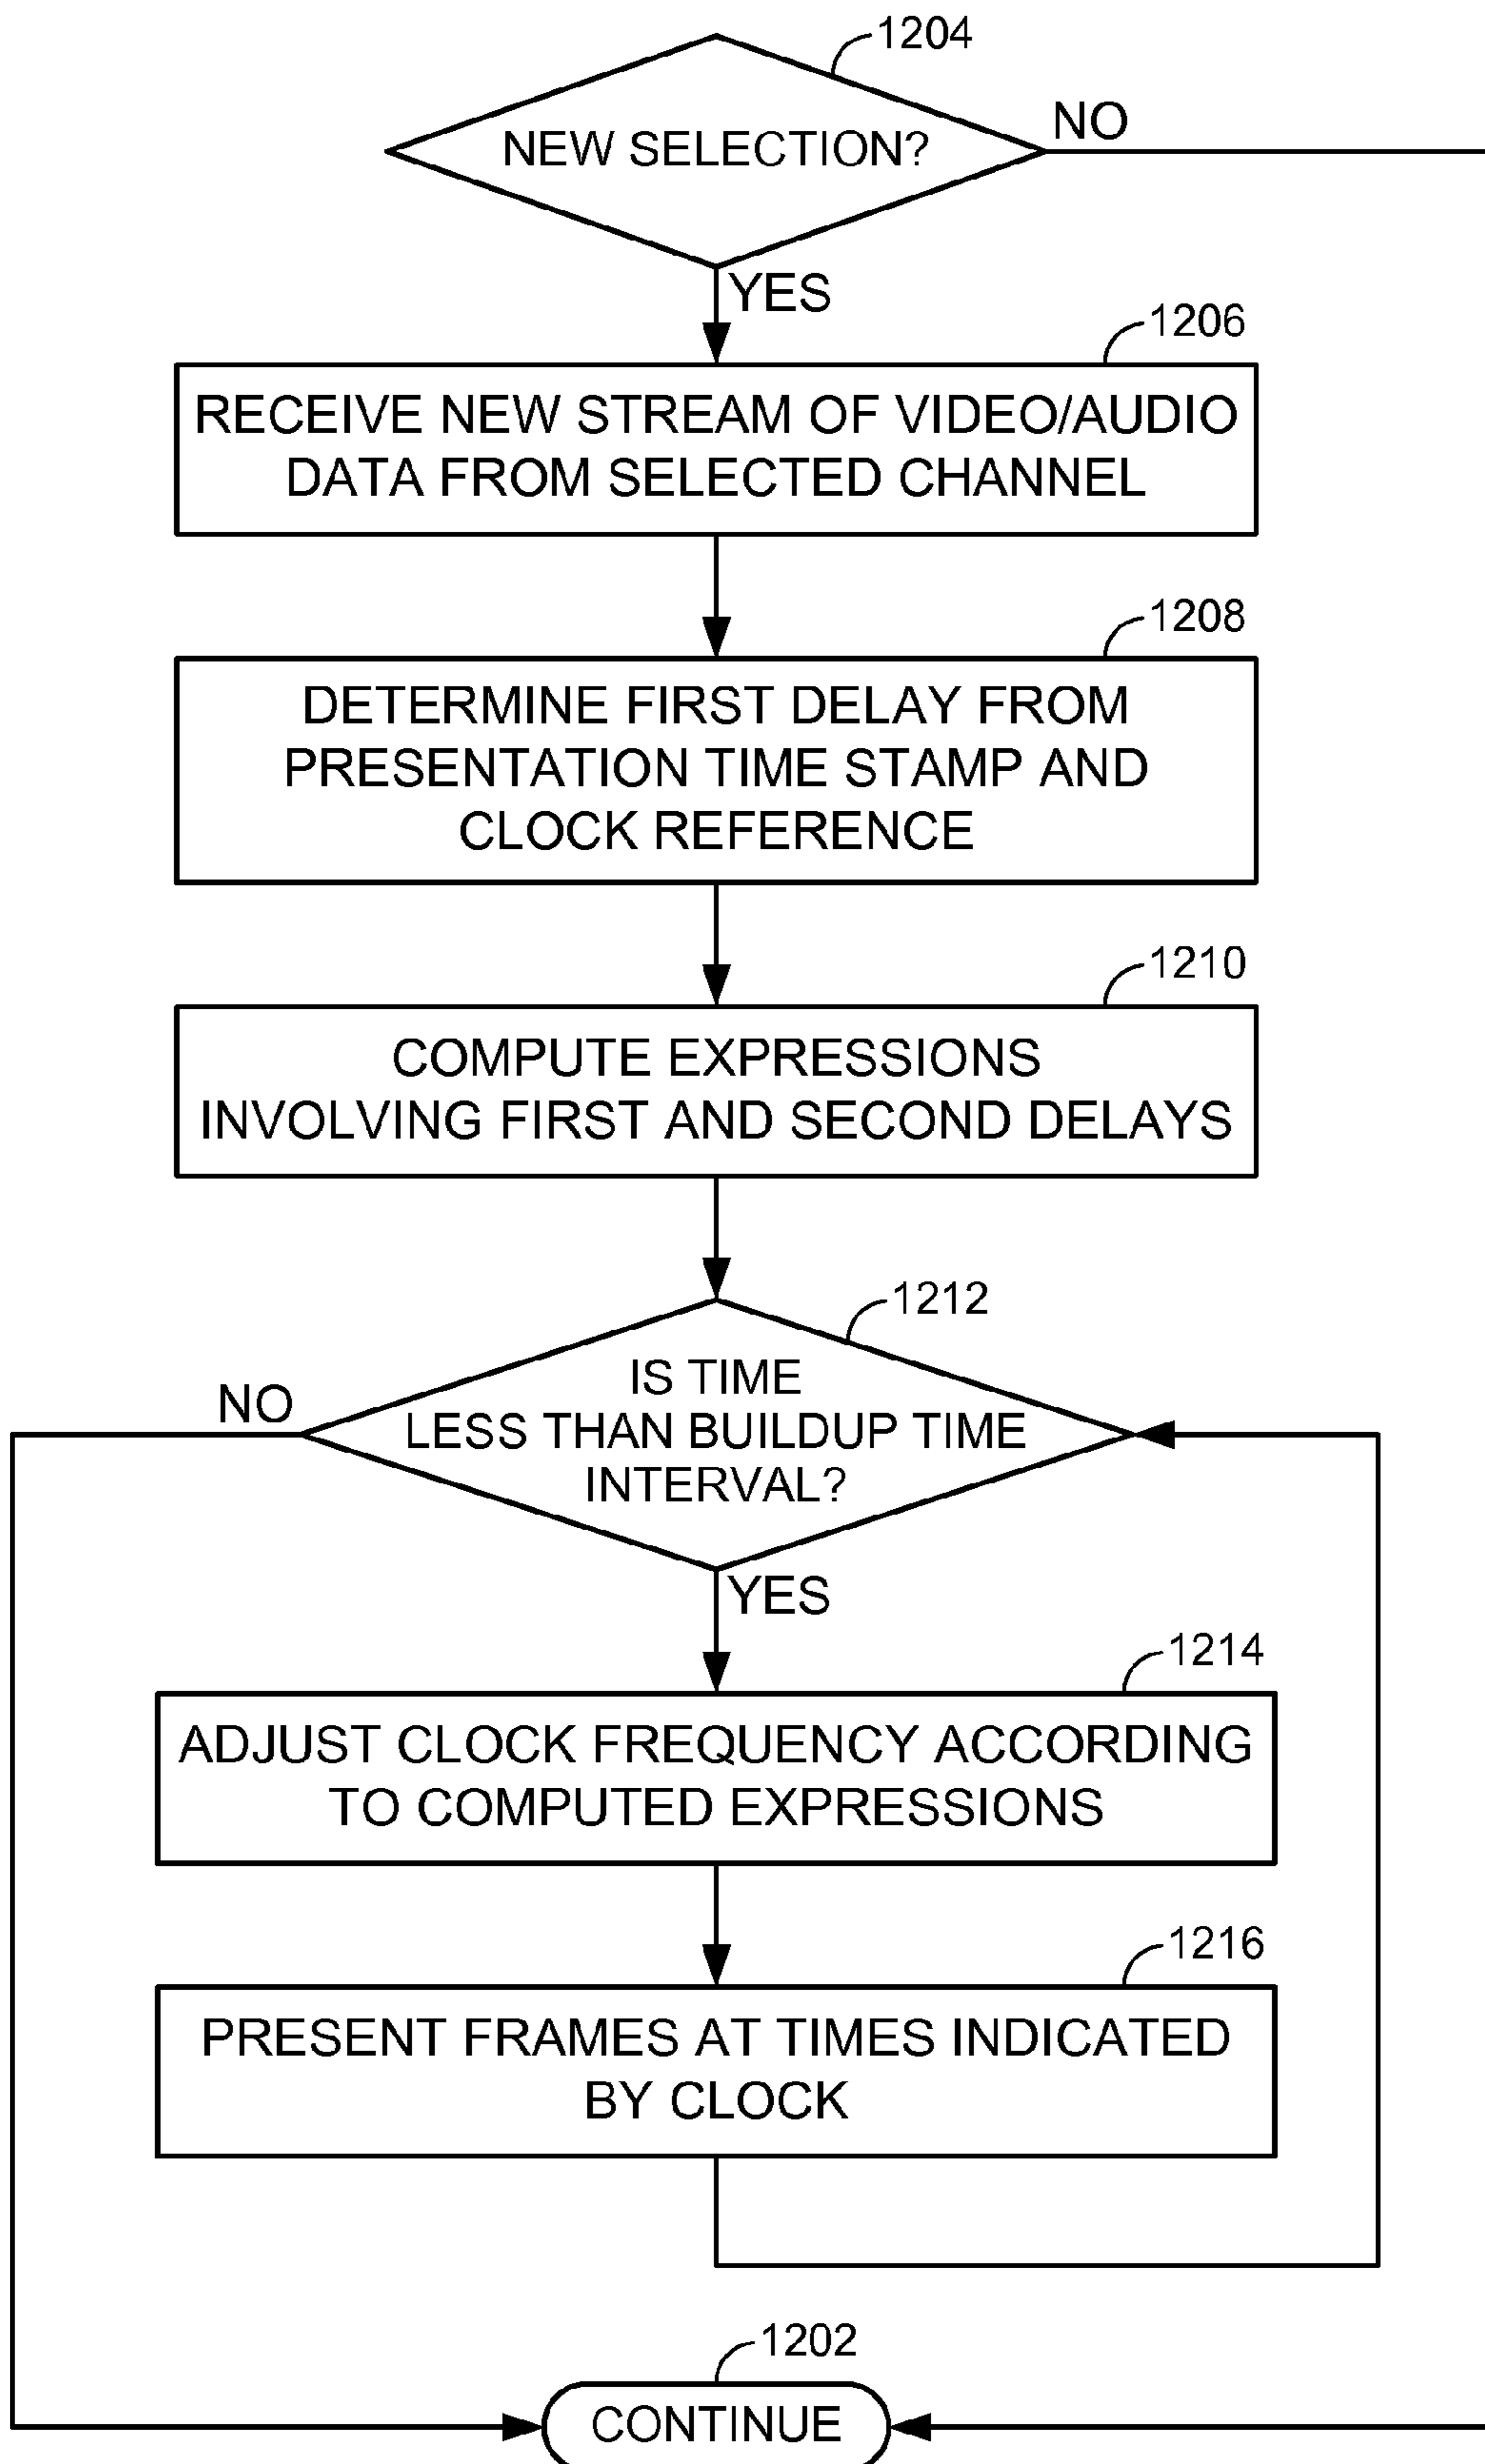 1204
NEW SELECTION?
NO
YES
1206
RECEIVE NEW STREAM OF VIDEO/AUDIO
DATA FROM SELECTED CHANNEL
1208
DETERMINE FIRST DELAY FROM
PRESENTATION TIME STAMP AND
CLOCK REFERENCE
1210
COMPUTE EXPRESSIONS
INVOLVING FIRST AND SECOND DELAYS
1212
IS TIME
LESS THAN BUILDUP TIME
INTERVAL?
NO
YES
1214
ADJUST CLOCK FREQUENCY ACCORDING
TO COMPUTED EXPRESSIONS
1216
PRESENT FRAMES AT TIMES INDICATED
BY CLOCK
1202
CONTINUE